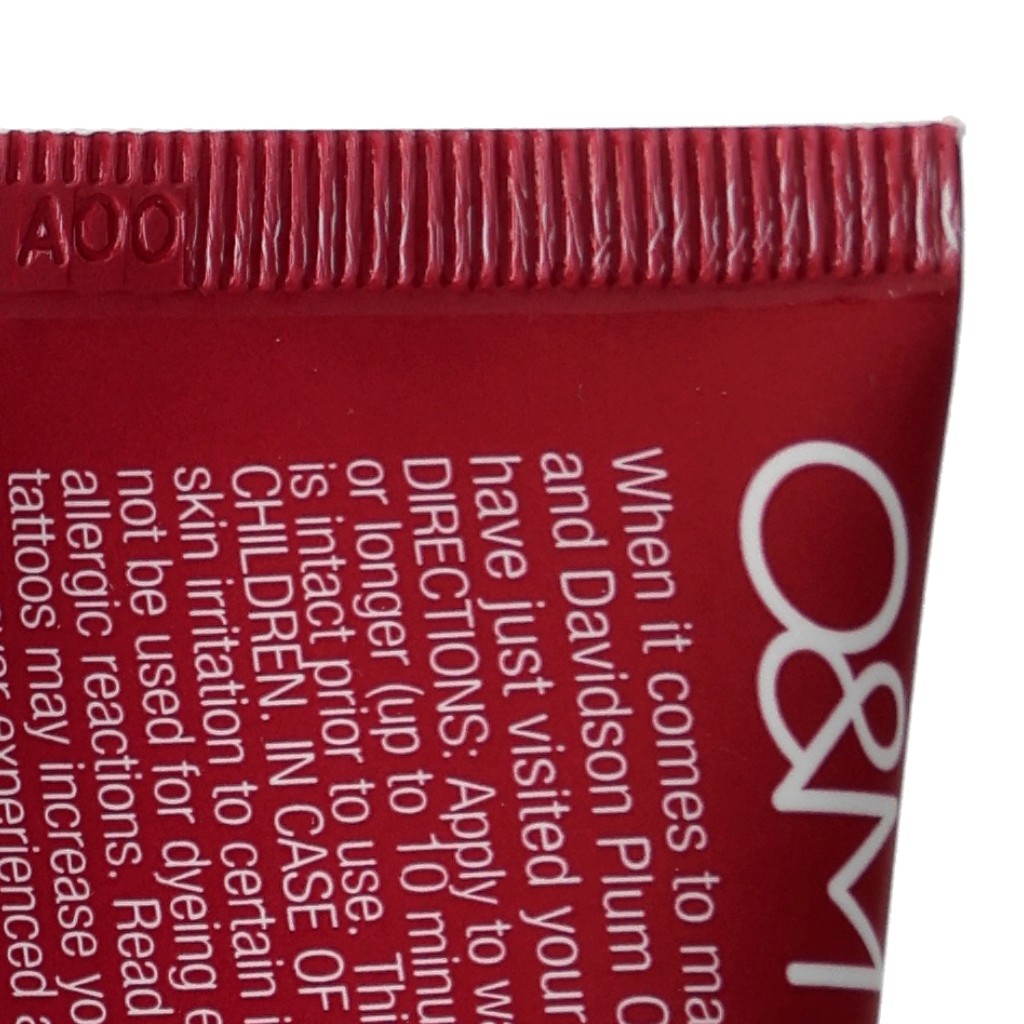 A00
O&M
When it comes to ma
and Davidson Plum
have just visited your
DIRECTIONS: Apply to
or longer (up to 10 minu
is intact prior to use. Thi
CHILDREN. IN CASE OF
skin irritation to certain i
not be used for dyeing e
allergic reactions. Read
tattoos may increase yo
experienced